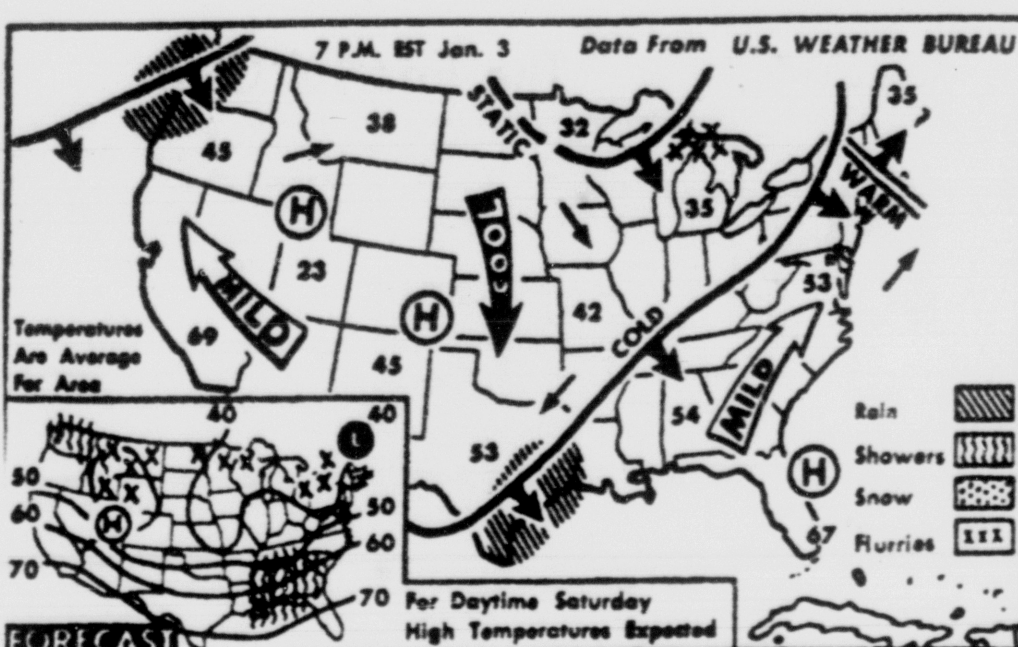 7 P.M. EST Jan. 3
Data From U.S. WEATHER BUREAU
STATIC
32
35
38
45
H
WARM
35
COOL
23
MILD
53
H
42
COLD
69
Temperatures
Are Average
For Area
45
MILD
54
53
H
67
Rain
Showers
Snow
Flurries
XXX
40
40
L
50
H
50
60
60
70
70
FORECAST
For Daytime Saturday
High Temperatures Expected